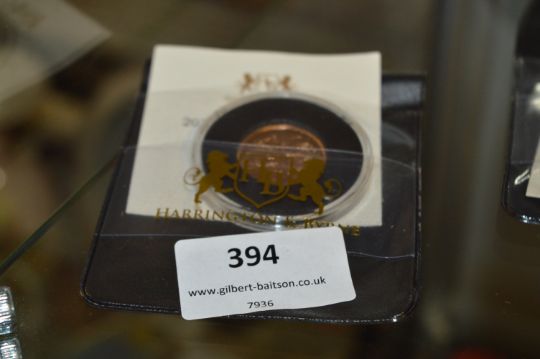 HARRINGTON & BYRNE
394
www.gilbert-baitson.co.uk
7936